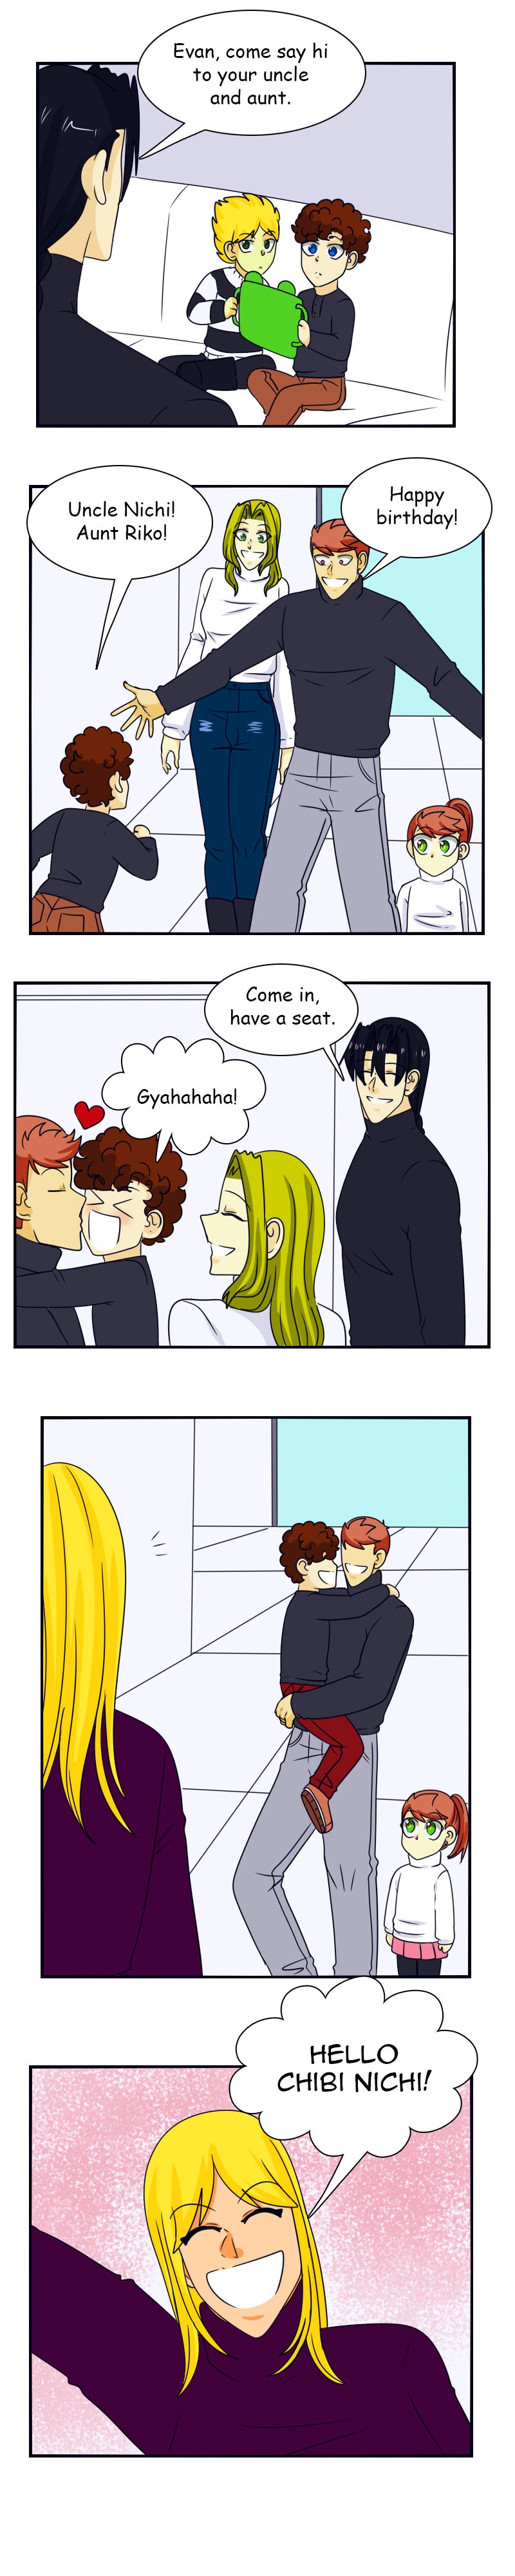 Evan, come say hi
to your uncle
and aunt.
Uncle Nichi!
Aunt Riko!
Happy
birthday!
Come in,
have a seat.
Gyahahaha!
HELLO
CHIBI NICHI!